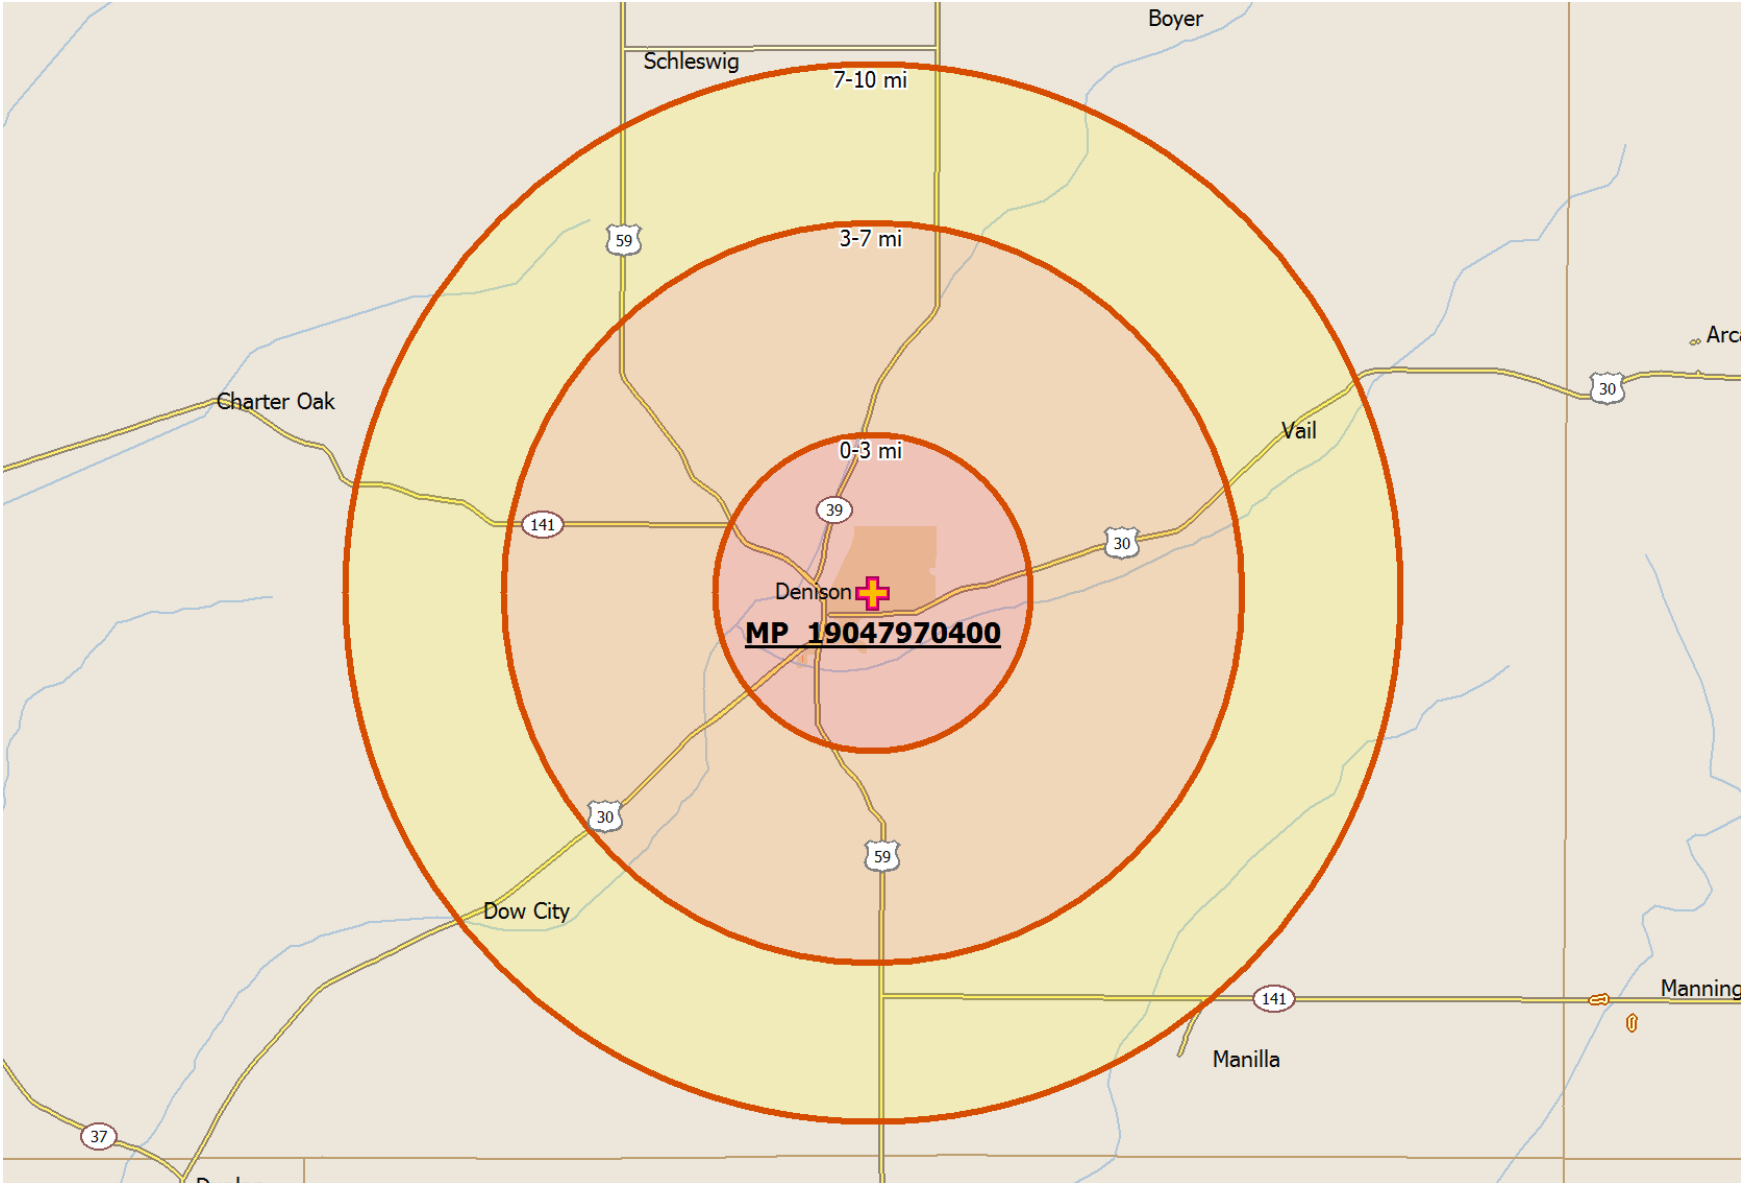 Boyer
Schleswig
7-10 mi
59
3-7 mi
Arca
30
Charter Oak
Vail
0-3 mi
39
141
30
Denison
MP 19047970400
30
59
Dow City
Manning
141
Manilla
37